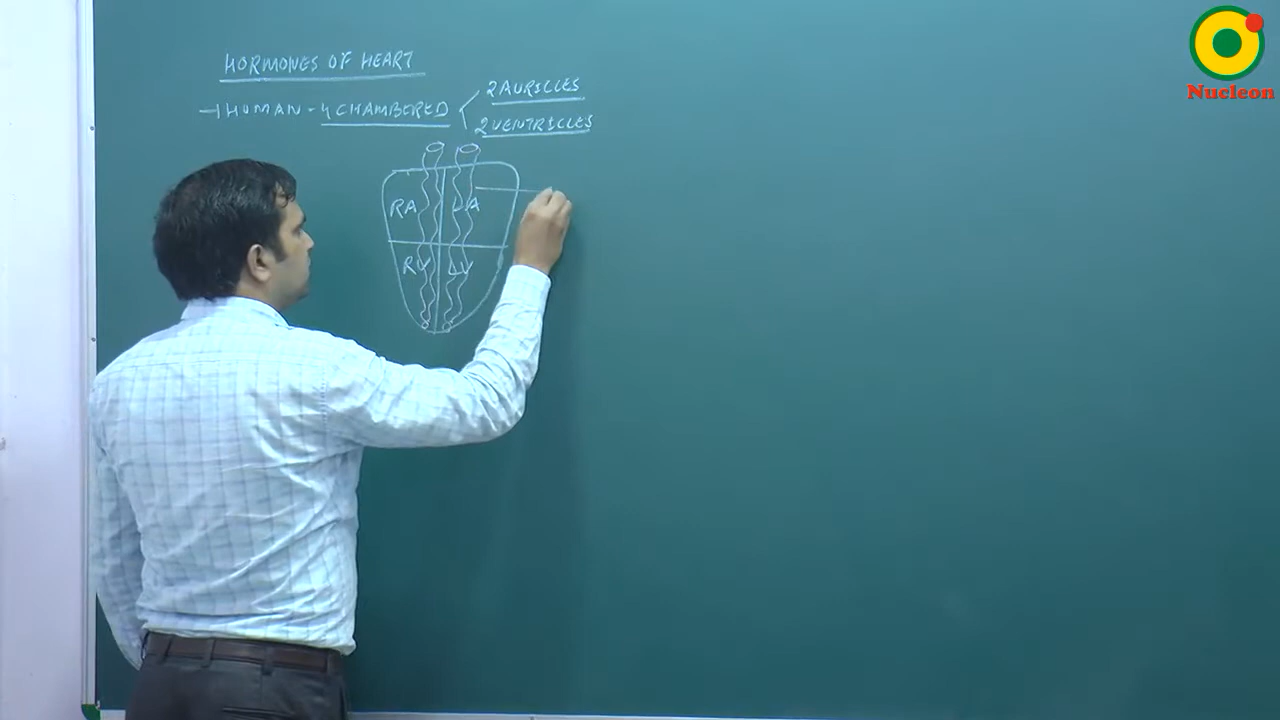 HORMONES OF HEART
HUMAN - 4 CHAMBERED
2 AURICLES
2 VENTRICLES
RA LA
RV LV
Nucleon